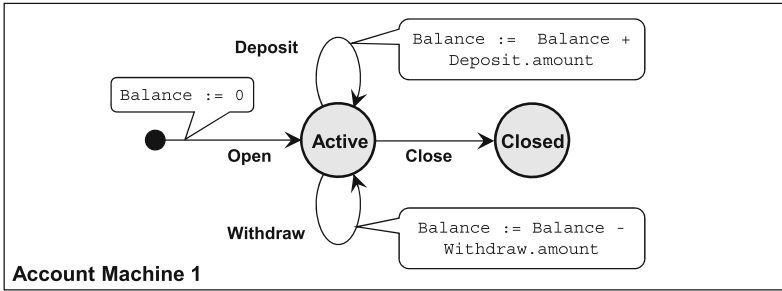 Deposit
Balance :=  Balance +
Deposit.amount
Balance := 0
Active
Closed
Open
Close
Withdraw
Balance := Balance -
Withdraw.amount
Account Machine 1